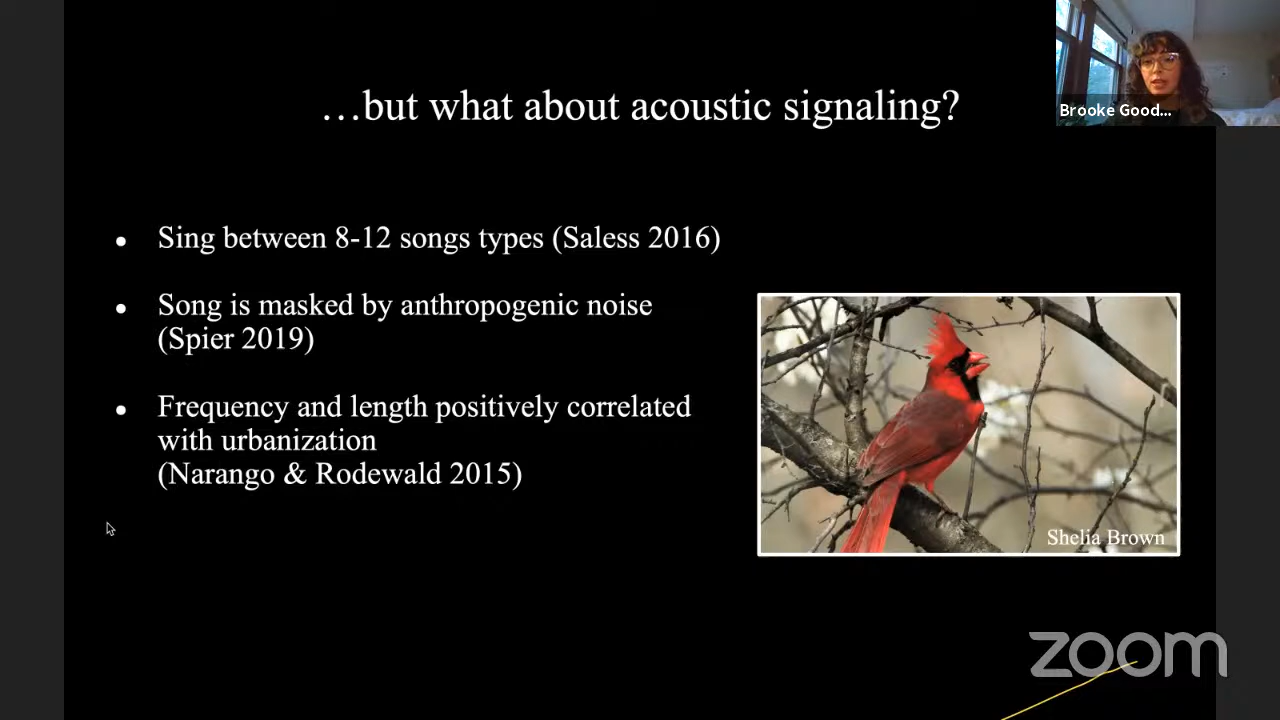 …but what about acoustic signaling?
Brooke Good...
● Sing between 8-12 songs types (Saless 2016)
● Song is masked by anthropogenic noise
(Spier 2019)
● Frequency and length positively correlated
with urbanization
(Narango & Rodewald 2015)
Shelia Brown
zoom